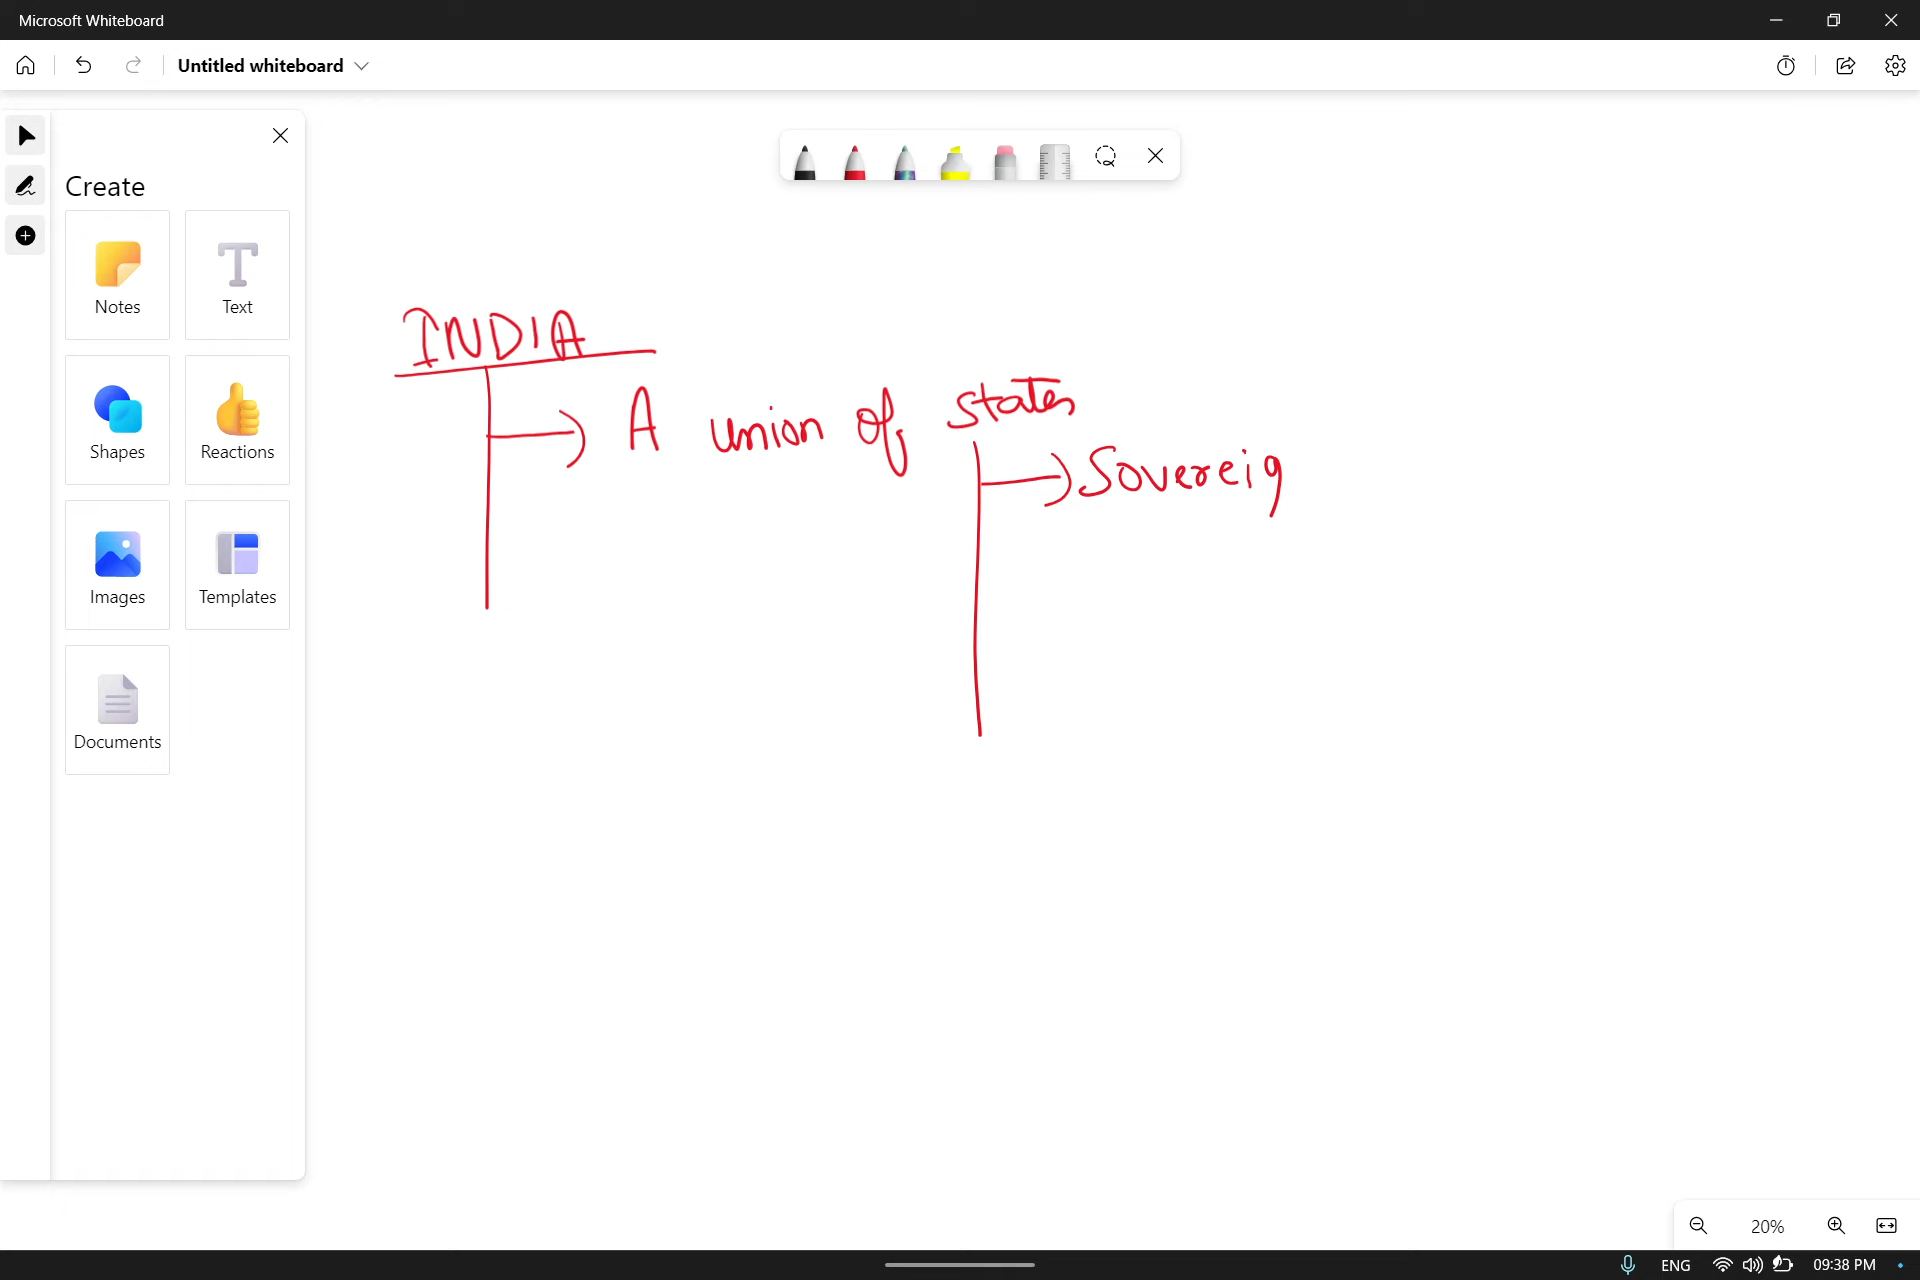 Microsoft Whiteboard
Untitled whiteboard
Create
Notes
Text
Shapes
Reactions
Images
Templates
Documents
INDIA
A union of states
Sovereig
20%
ENG
09:38 PM